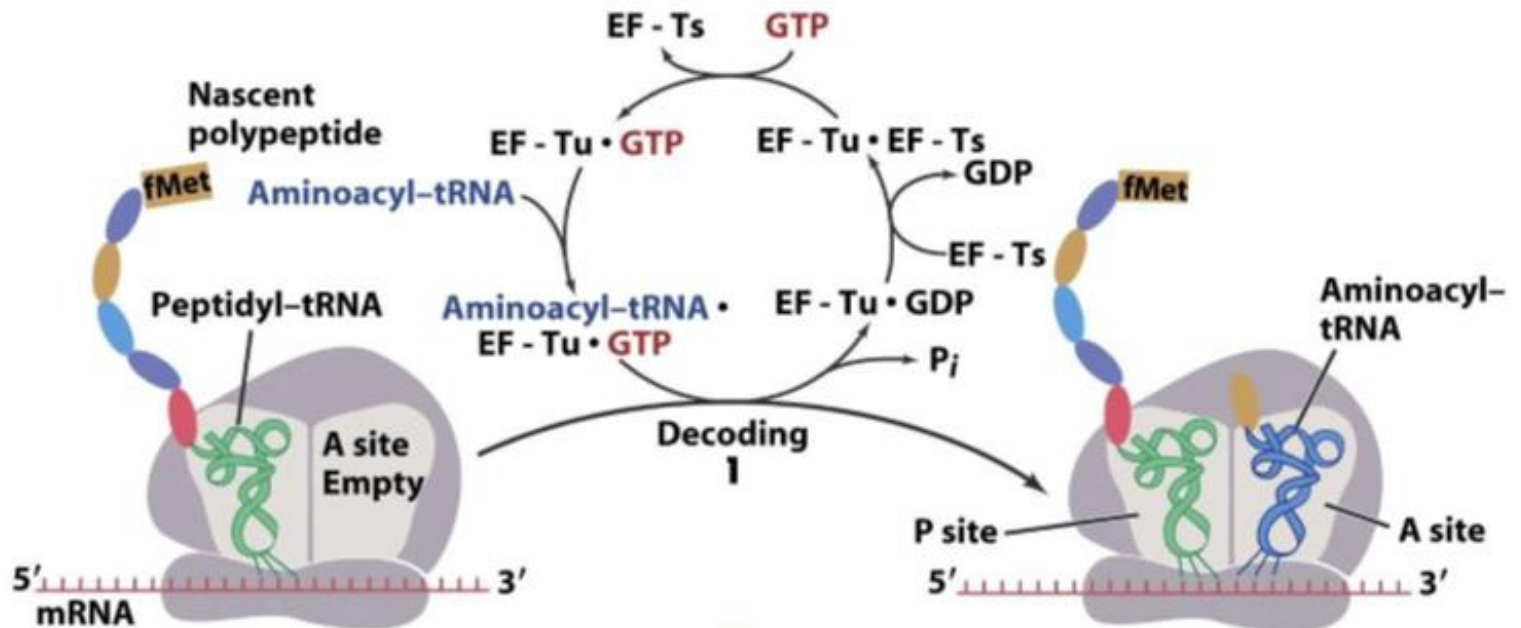 EF - Ts GTP
Nascent
polypeptide
EF - Tu • GTP
EF - Tu • EF - Ts
GDP
fMet
Aminoacyl–tRNA
fMet
EF - Ts
Peptidyl–tRNA
Aminoacyl–tRNA •
EF - Tu • GTP
EF - Tu • GDP
Pi
Aminoacyl–
tRNA
A site
Empty
Decoding
1
P site
A site
5′
3′
mRNA
5′
3′